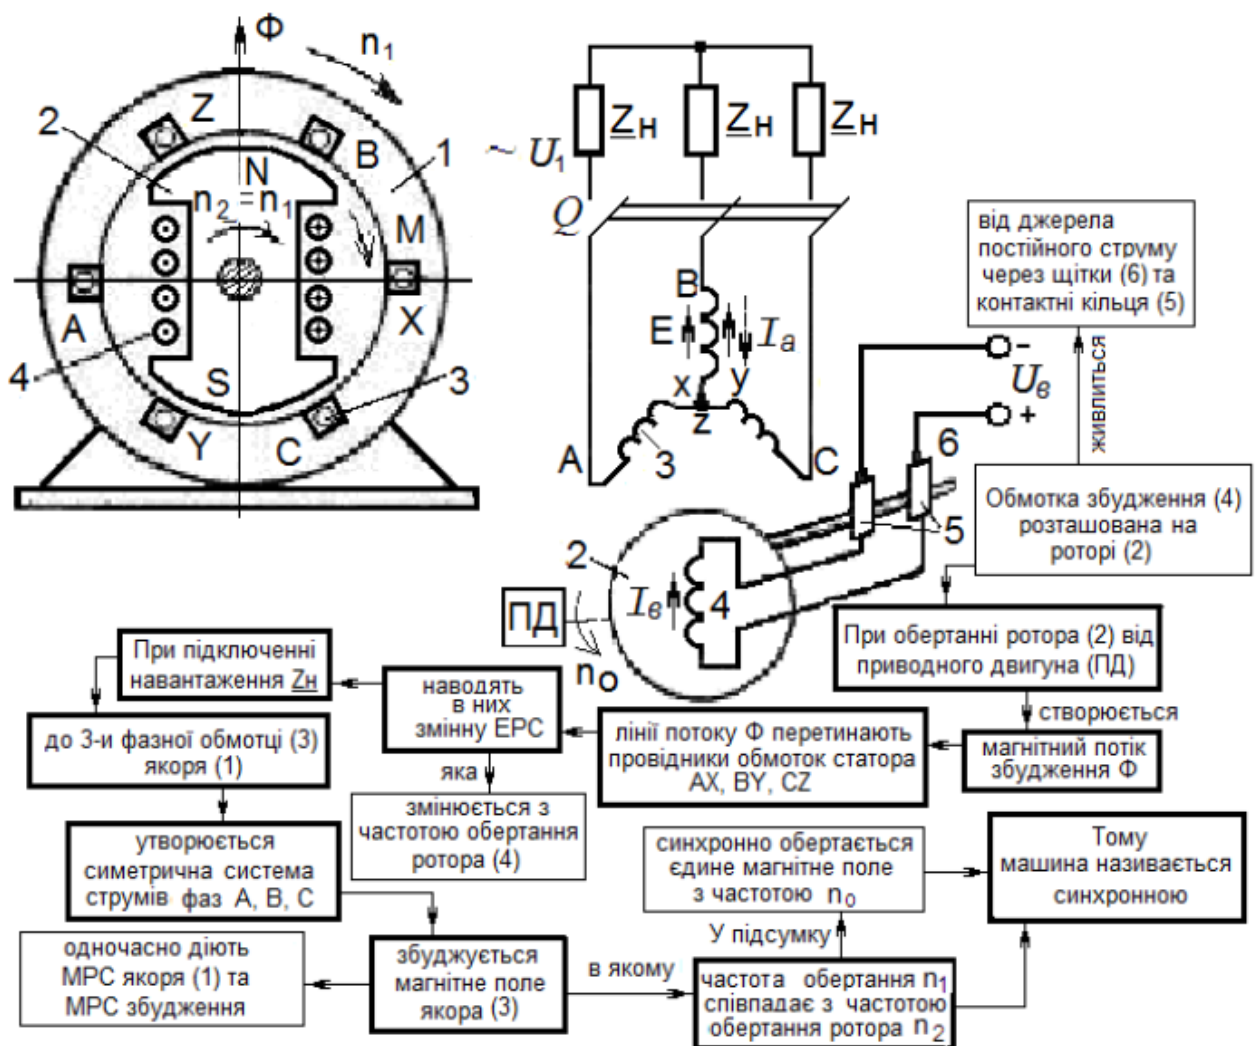 Ф
n₁
Z
2
B
1
N
n₂ = n₁
M
A
X
4
S
3
Y
C
Zн
Zн
Zн
~ U₁
Q
B
E
Iₐ
x
y
z
A
3
C
−
Uв
+
6
5
2
Iв
4
ПД
n₀
від джерела
постійного струму
через щітки (6) та
контактні кільця (5)
живлиться
Обмотка збудження (4)
розташована на
роторі (2)
При обертанні ротора (2) від
приводного двигуна (ПД)
створюється
магнітний потік
збудження Ф
лінії потоку Ф перетинають
провідники обмоток статора
AX, BY, CZ
наводять
в них
змінну ЕРС
яка
змінюється з
частотою обертання
ротора (4)
При підключенні
навантаження Zн
до 3-и фазної обмотці (3)
якоря (1)
утворюється
симетрична система
струмів фаз А, В, С
збуджується
магнітне поле
якора (3)
одночасно діють
МРС якоря (1) та
МРС збудження
в якому
частота обертання n₁
співпадає з частотою
обертання ротора n₂
У підсумку
синхронно обертається
єдине магнітне поле
з частотою n₀
Тому
машина називається
синхронною